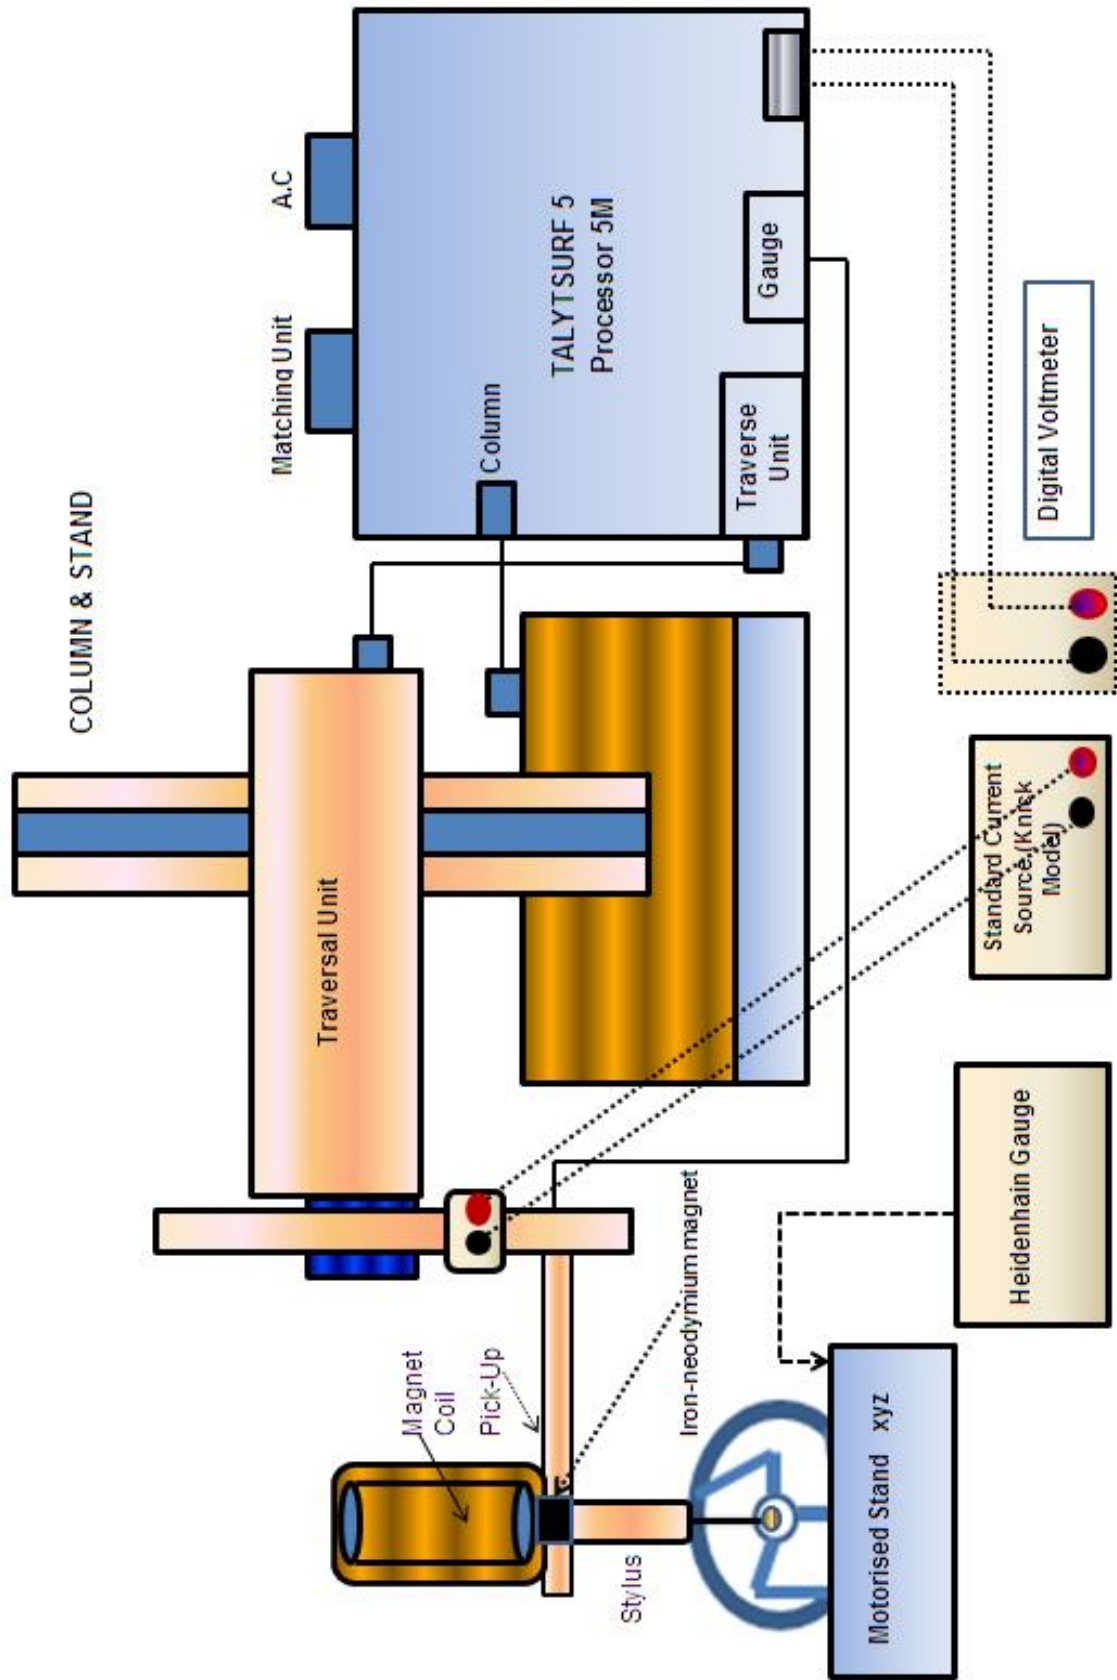 COLUMN & STAND
Matching Unit
A.C
Traversal Unit
Column
TALYTSURF 5
Processor 5M
Traverse
Unit
Gauge
Magnet
Coil
Pick-Up
Stylus
Iron-neodymium magnet
Motorised Stand xyz
Heidenhain Gauge
Standard Current
Source.(Knick
Model)
Digital Voltmeter